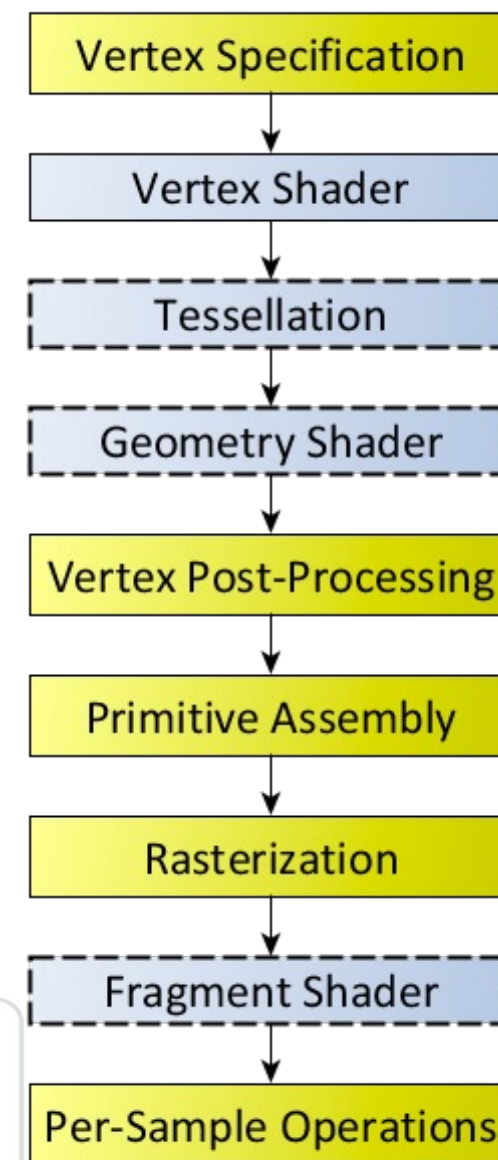 Vertex Specification
Vertex Shader
Tessellation
Geometry Shader
Vertex Post-Processing
Primitive Assembly
Rasterization
Fragment Shader
Per-Sample Operations